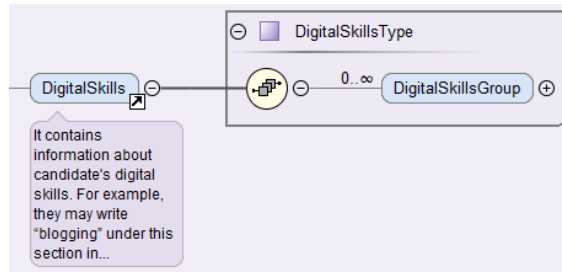 DigitalSkillsType
0..∞
DigitalSkills
DigitalSkillsGroup
It contains
information about
candidate's digital
skills. For example,
they may write
“blogging” under this
section in...